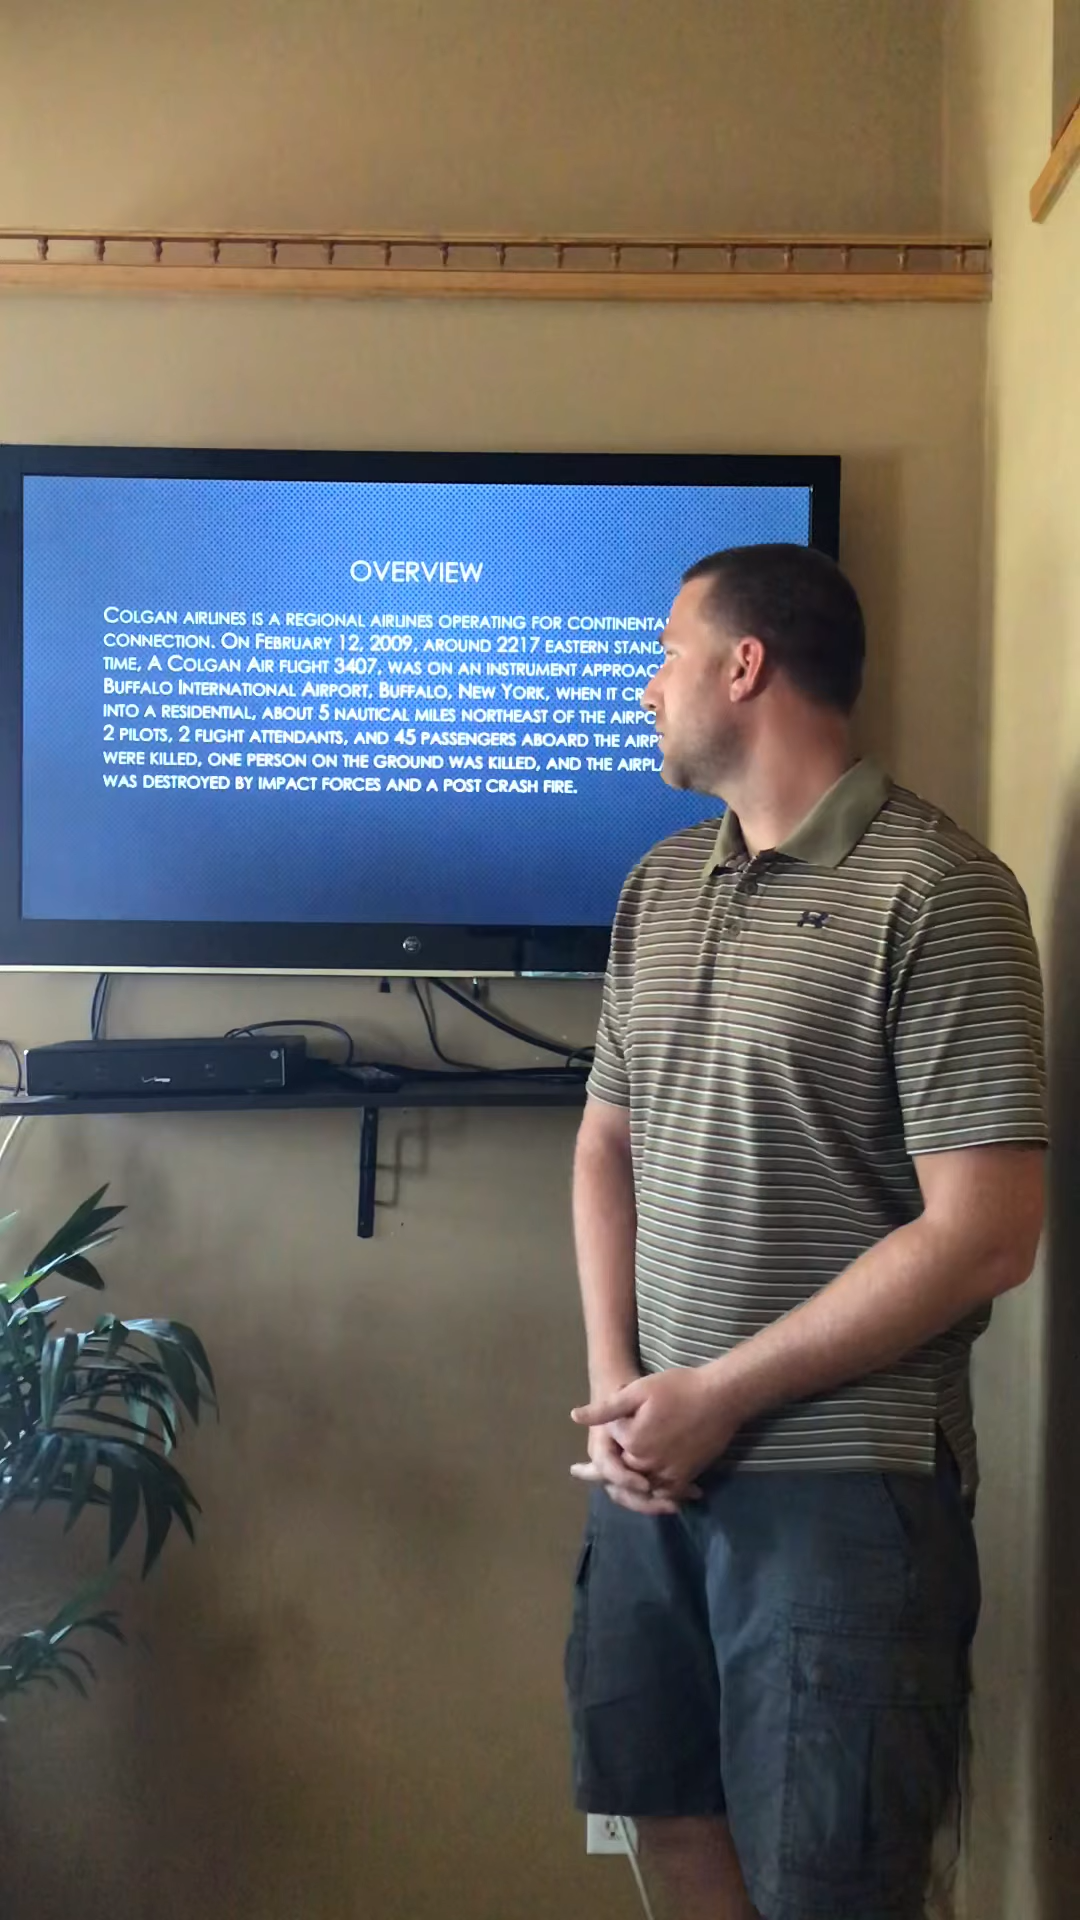 OVERVIEW
COLGAN AIRLINES IS A REGIONAL AIRLINES OPERATING FOR
CONNECTION. ON FEBRUARY 12, 2009, AROUND 2217 EASTERN
TIME, A COLGAN AIR FLIGHT 3407, WAS ON AN INSTRUMENT
BUFFALO INTERNATIONAL AIRPORT, BUFFALO, NEW YORK, WHEN IT
INTO A RESIDENTIAL, ABOUT 5 NAUTICAL MILES NORTHEAST OF THE
2 PILOTS, 2 FLIGHT ATTENDANTS, AND 45 PASSENGERS ABOARD THE
WERE KILLED, ONE PERSON ON THE GROUND WAS KILLED, AND THE
WAS DESTROYED BY IMPACT FORCES AND A POST CRASH FIRE.